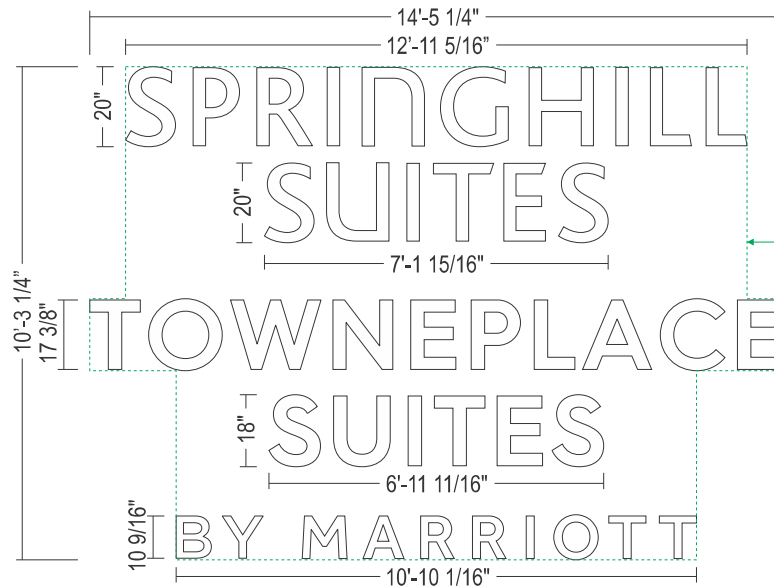 14'-5 1/4"
12'-11 5/16"
20"
SPRINGHILL
20"
SUITES
7'-1 15/16"
10'-3 1/4"
17 3/8"
TOWNEPLACE
18"
SUITES
6'-11 11/16"
10 9/16"
BY MARRIOTT
10'-10 1/16"